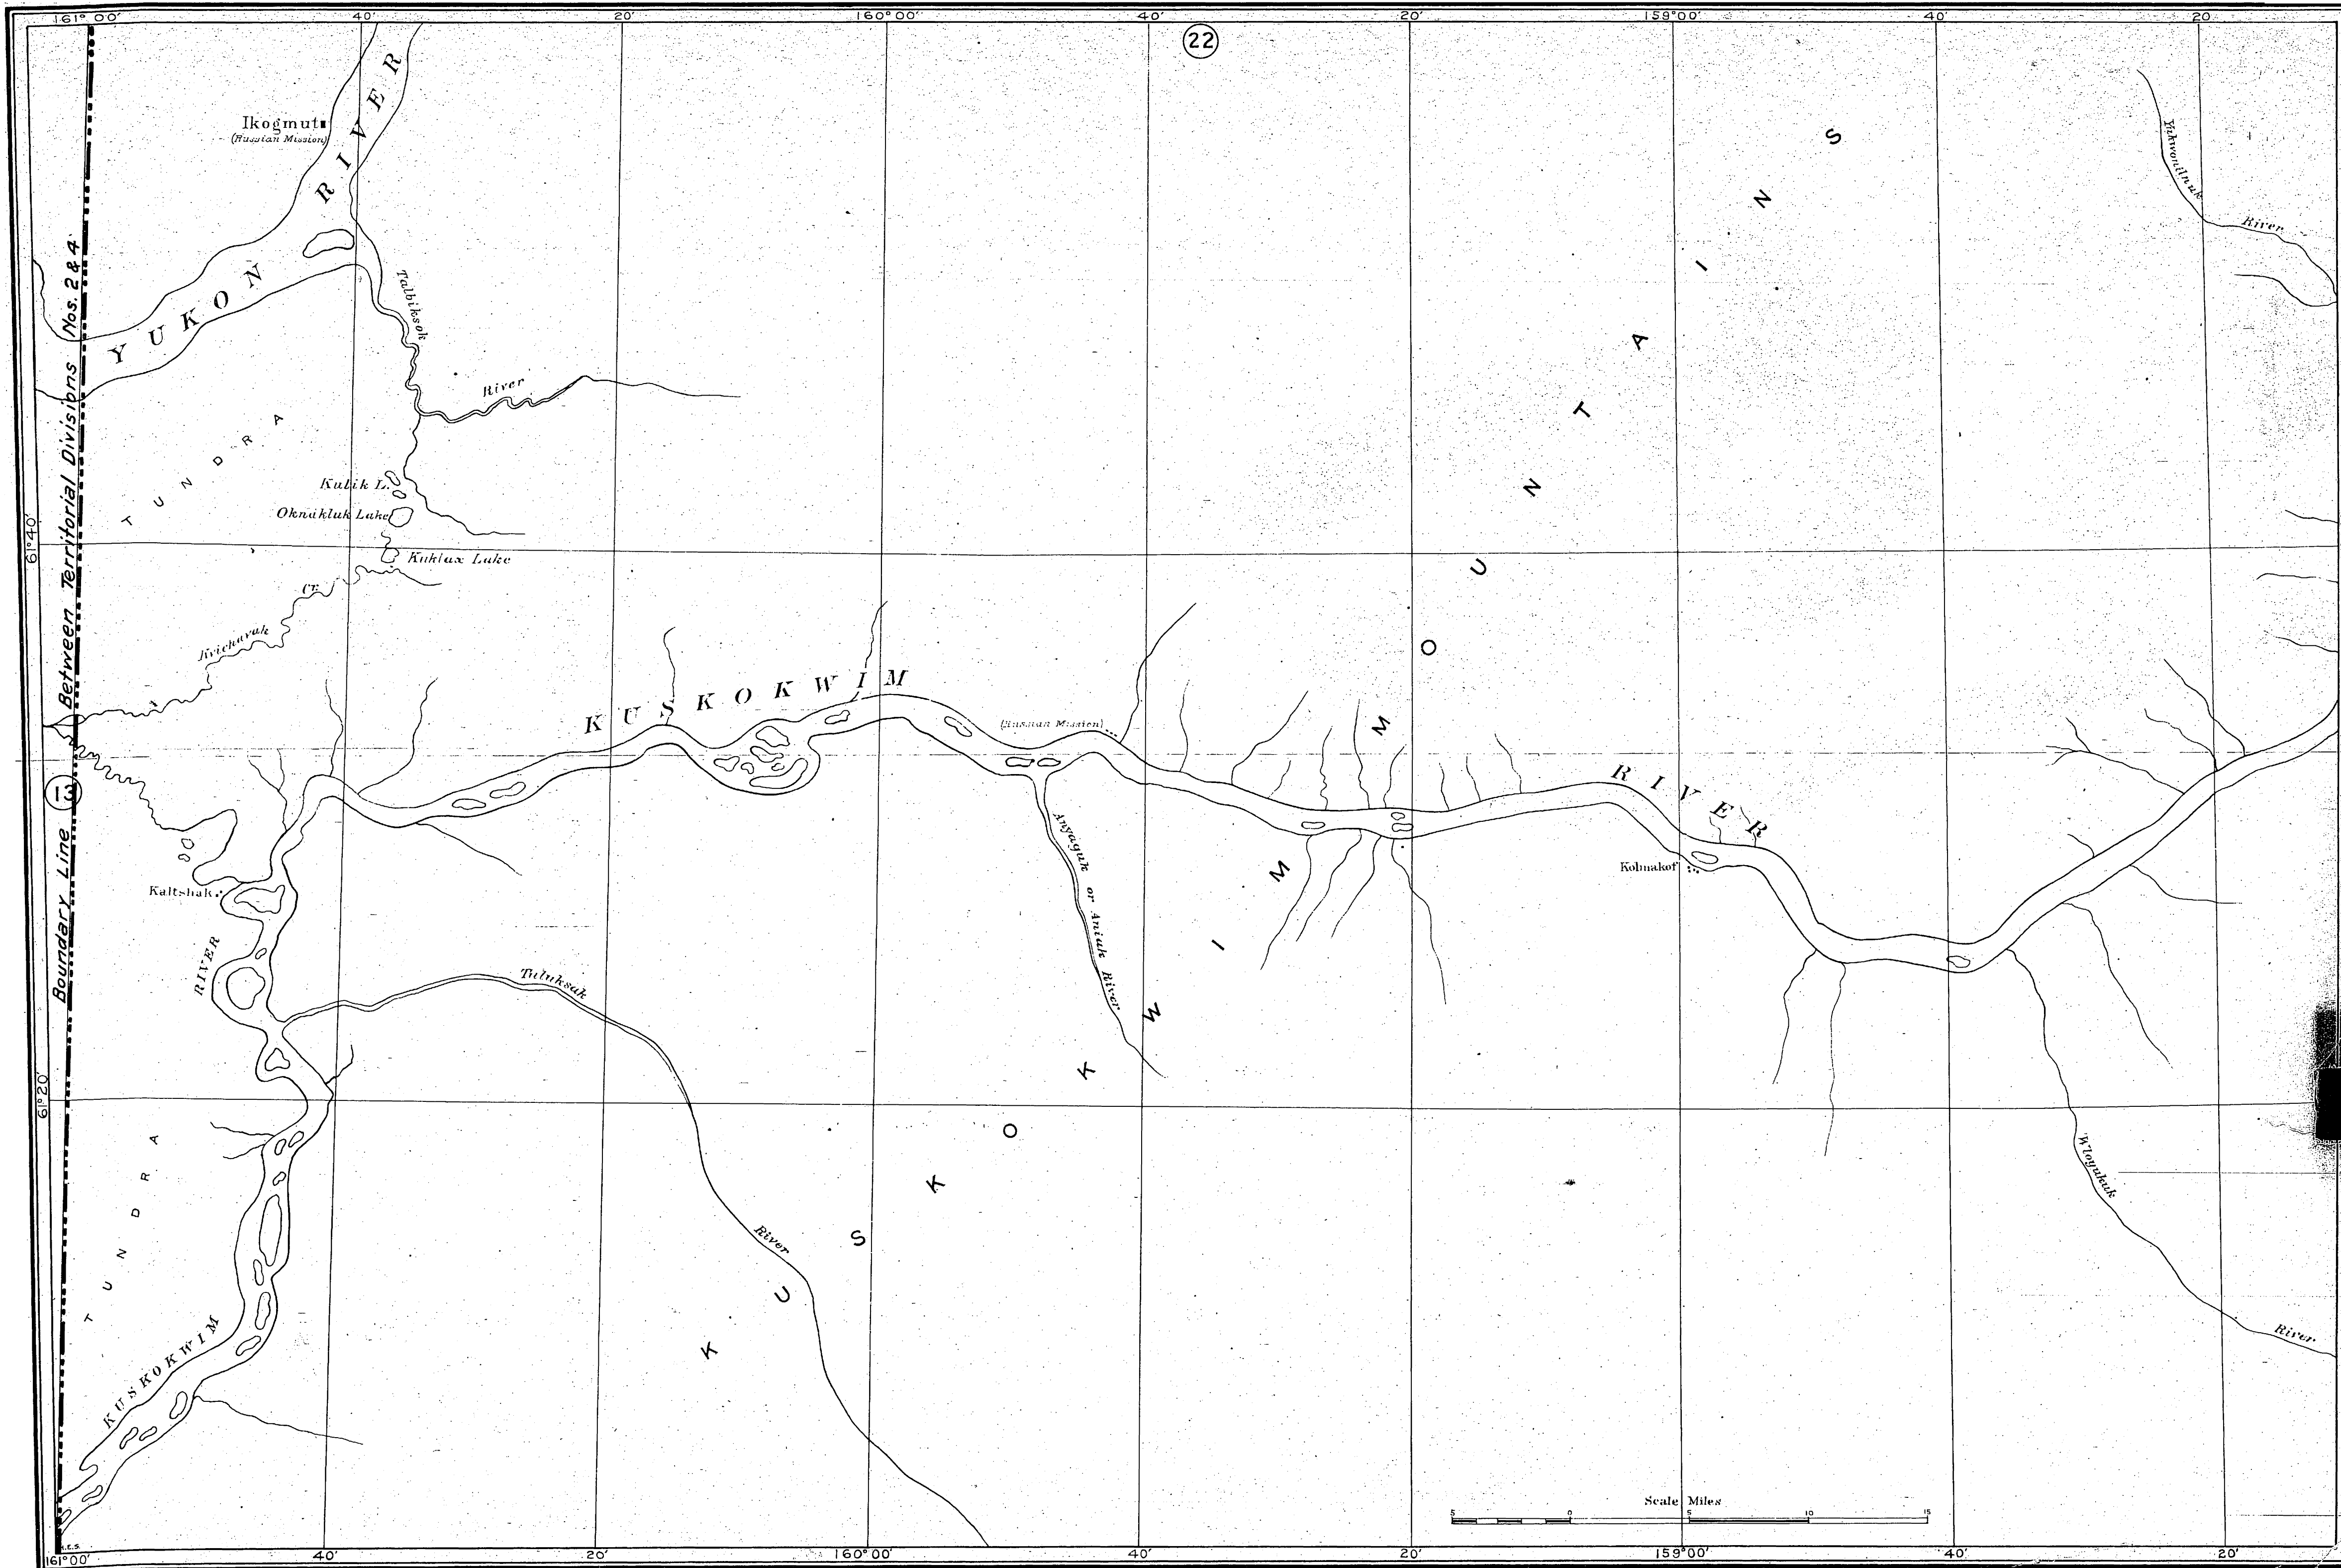 161°00'
40'
20'
160°00'
40'
20'
159°00'
40'
20'
22
YUKON RIVER
Ikogmut
(Russian Mission)
Talbiksok
River
Yukwonilnuk
River
TUNDRA
Kulik L.
Oknakluk Lake
Kuklax Lake
Kvichavak
Cr.
61°40'
Boundary Line Between Territorial Divisions Nos. 2 & 4
13
KUSKOKWIM
RIVER
(Russian Mission)
Anyaguk or Aniak River
Kolmakof
Kaltshak
RIVER
KUSKOKWIM
Tuluksak
River
61°20'
TUNDRA
KUSKOKWIM MOUNTAINS
River
Scale Miles
5 0 5 10 15
161°00'
40'
20'
160°00'
40'
20'
159°00'
40'
20'